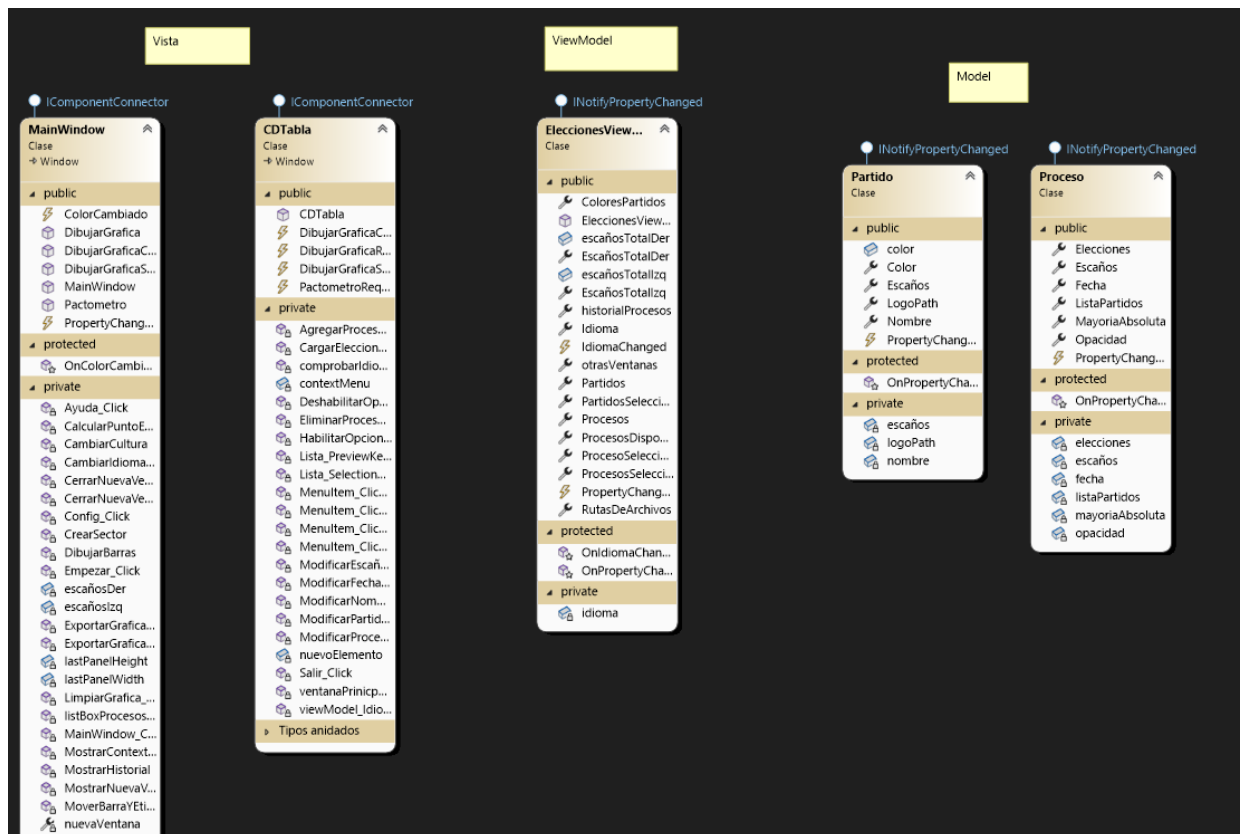 Vista
ViewModel
Model
IComponentConnector
MainWindow
Clase
Window
public
ColorCambiado
DibujarGrafica
DibujarGraficaC...
DibujarGraficaS...
MainWindow
Pactometro
PropertyChang...
protected
OnColorCambi...
private
Ayuda_Click
CalcularPuntoE...
CambiarCultura
CambiarIdioma...
CerrarNuevaVe...
CerrarNuevaVe...
Config_Click
CrearSector
DibujarBarras
Empezar_Click
escañosDer
escañosIzq
ExportarGrafica...
ExportarGrafica...
lastPanelHeight
lastPanelWidth
LimpiarGrafica_...
listBoxProcesos...
MainWindow_C...
MostrarContext...
MostrarHistorial
MostrarNuevaV...
MoverBarraYEti...
nuevaVentana
IComponentConnector
CDTabla
Clase
Window
public
CDTabla
DibujarGraficaC...
DibujarGraficaR...
DibujarGraficaS...
PactometroReq...
private
AgregarProces...
CargarEleccion...
comprobarIdio...
contextMenu
DeshabilitarOp...
EliminarProces...
HabilitarOpcion...
Lista_PreviewKe...
Lista_Selection...
MenuItem_Clic...
MenuItem_Clic...
MenuItem_Clic...
MenuItem_Clic...
ModificarEscañ...
ModificarFecha...
ModificarNom...
ModificarPartid...
ModificarProce...
nuevoElemento
Salir_Click
ventanaPrinicp...
viewModel_Idio...
Tipos anidados
INotifyPropertyChanged
EleccionesView...
Clase
public
ColoresPartidos
EleccionesView...
escañosTotalDer
EscañosTotalDer
escañosTotalIzq
EscañosTotalIzq
historialProcesos
Idioma
IdiomaChanged
otrasVentanas
Partidos
PartidosSelecci...
Procesos
ProcesosDispo...
ProcesoSelecci...
ProcesosSelecci...
PropertyChang...
RutasDeArchivos
protected
OnIdiomaChan...
OnPropertyCha...
private
idioma
INotifyPropertyChanged
Partido
Clase
public
color
Color
Escaños
LogoPath
Nombre
PropertyChang...
protected
OnPropertyCha...
private
escaños
logoPath
nombre
INotifyPropertyChanged
Proceso
Clase
public
Elecciones
Escaños
Fecha
ListaPartidos
MayoriaAbsoluta
Opacidad
PropertyChang...
protected
OnPropertyCha...
private
elecciones
escaños
fecha
listaPartidos
mayoriaAbsoluta
opacidad